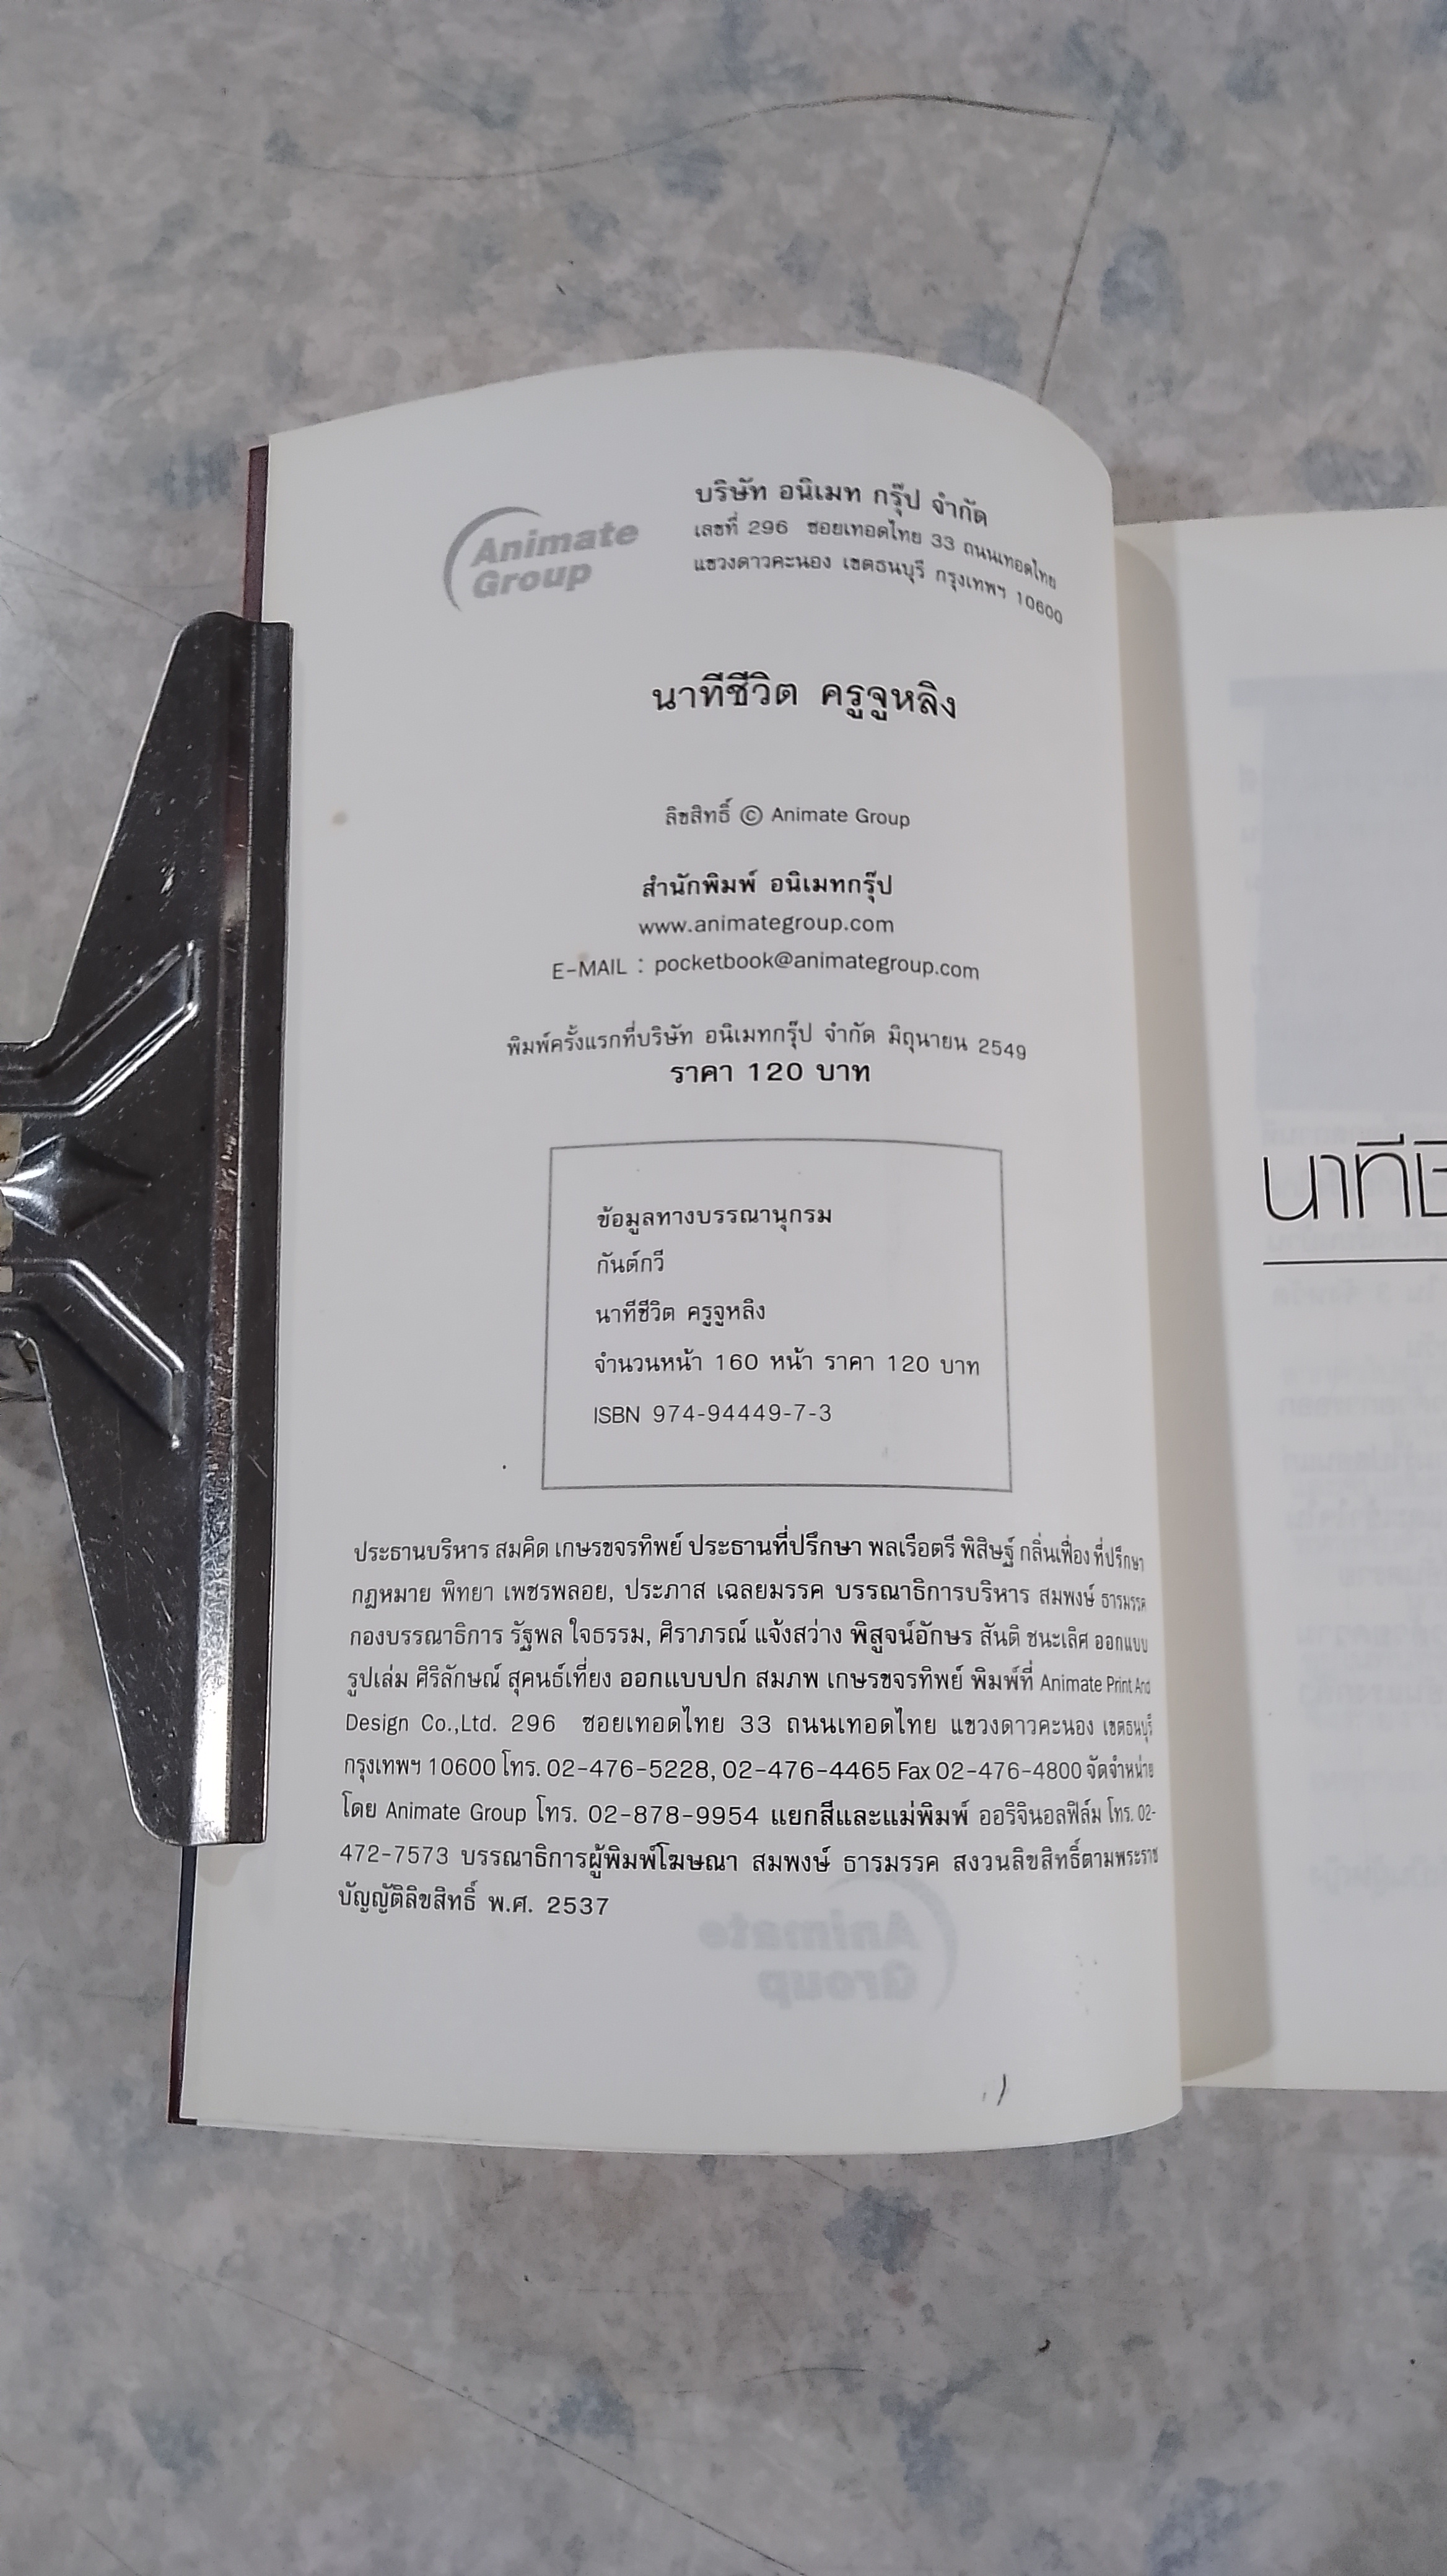 Animate
Group
บริษัท อนิเมท กรุ๊ป จำกัด
เลขที่ 296 ซอยเทอดไทย 33 ถนนเทอดไทย
แขวงดาวคะนอง เขตธนบุรี กรุงเทพฯ 10600
นาทีชีวิต ครูจูหลิง
ลิขสิทธิ์ © Animate Group
สำนักพิมพ์ อนิเมทกรุ๊ป
www.animategroup.com
E-MAIL : pocketbook@animategroup.com
พิมพ์ครั้งแรกที่บริษัท อนิเมทกรุ๊ป จำกัด มิถุนายน 2549
ราคา 120 บาท
ข้อมูลทางบรรณานุกรม
กันต์กวี
นาทีชีวิต ครูจูหลิง
จำนวนหน้า 160 หน้า ราคา 120 บาท
ISBN 974-94449-7-3
ประธานบริหาร สมคิด เกษรขจรทิพย์ ประธานที่ปรึกษา พลเรือตรี พิสิษฐ์ กลิ่นเฟื่อง ที่ปรึกษา
กฎหมาย พิทยา เพชรพลอย, ประภาส เฉลยมรรค บรรณาธิการบริหาร สมพงษ์ ธารมรรค
กองบรรณาธิการ รัฐพล ใจธรรม, ศิราภรณ์ แจ้งสว่าง พิสูจน์อักษร สันติ ชนะเลิศ ออกแบบ
รูปเล่ม ศิริลักษณ์ สุคนธ์เที่ยง ออกแบบปก สมภพ เกษรขจรทิพย์ พิมพ์ที่ Animate Print And
Design Co.,Ltd. 296 ซอยเทอดไทย 33 ถนนเทอดไทย แขวงดาวคะนอง เขตธนบุรี
กรุงเทพฯ 10600 โทร. 02-476-5228, 02-476-4465 Fax 02-476-4800 จัดจำหน่าย
โดย Animate Group โทร. 02-878-9954 แยกสีและแม่พิมพ์ ออริจินอลฟิล์ม โทร. 02-
472-7573 บรรณาธิการผู้พิมพ์โฆษณา สมพงษ์ ธารมรรค สงวนลิขสิทธิ์ตามพระราช
บัญญัติลิขสิทธิ์ พ.ศ. 2537
นาที